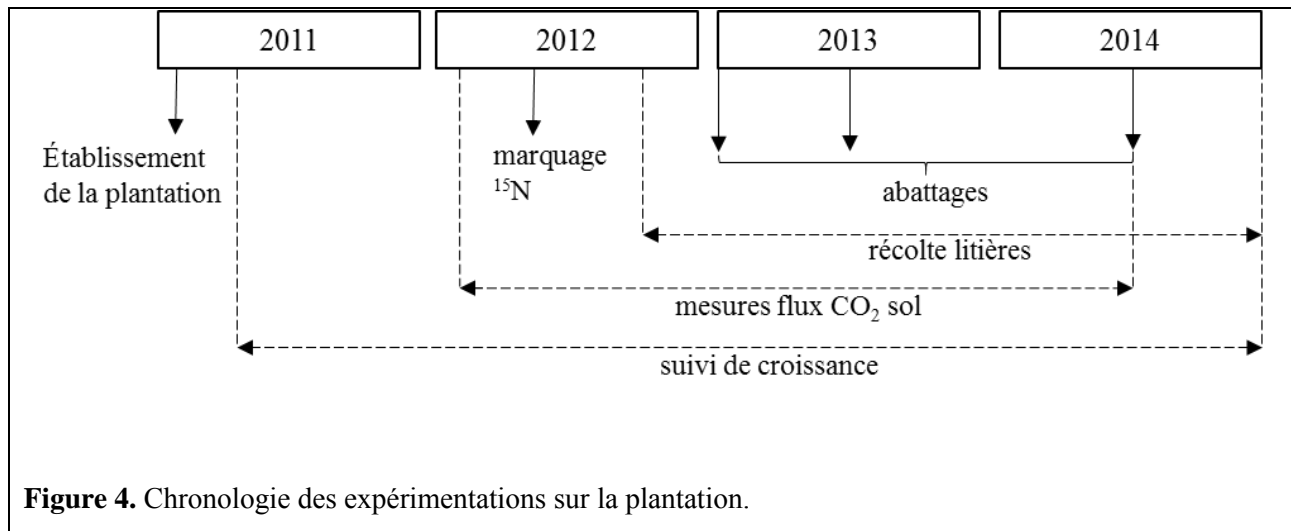 2011 2012 2013 2014
Établissement
de la plantation
marquage
¹⁵N
abattages
récolte litières
mesures flux CO₂ sol
suivi de croissance
Figure 4. Chronologie des expérimentations sur la plantation.